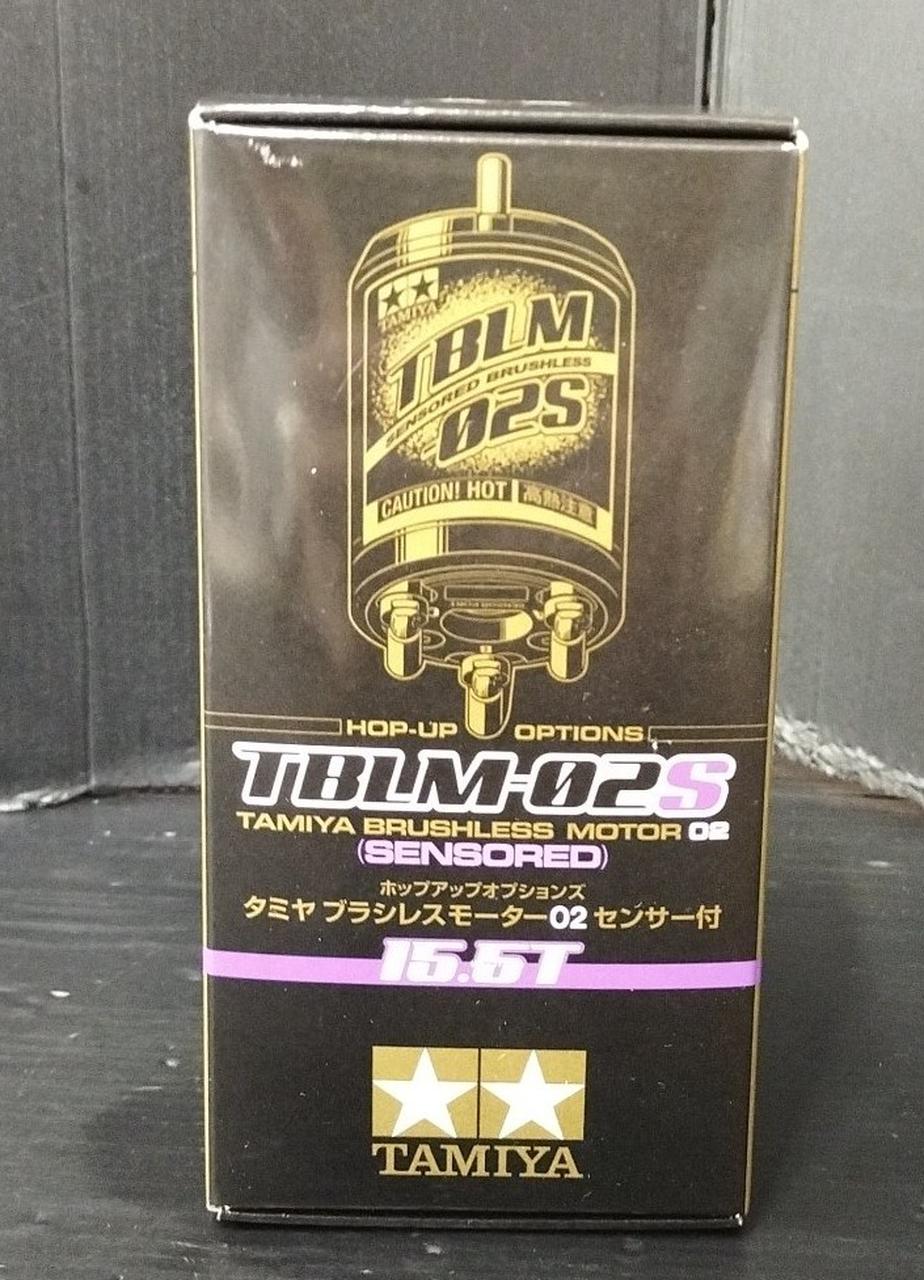 TAMIYA
TBLM
SENSORED BRUSHLESS
-02S
CAUTION! HOT 高熱注意
HOP-UP OPTIONS
TBLM-02S
TAMIYA BRUSHLESS MOTOR 02
(SENSORED)
ホップアップオプションズ
タミヤ ブラシレスモーター02 センサー付
15.5T
TAMIYA